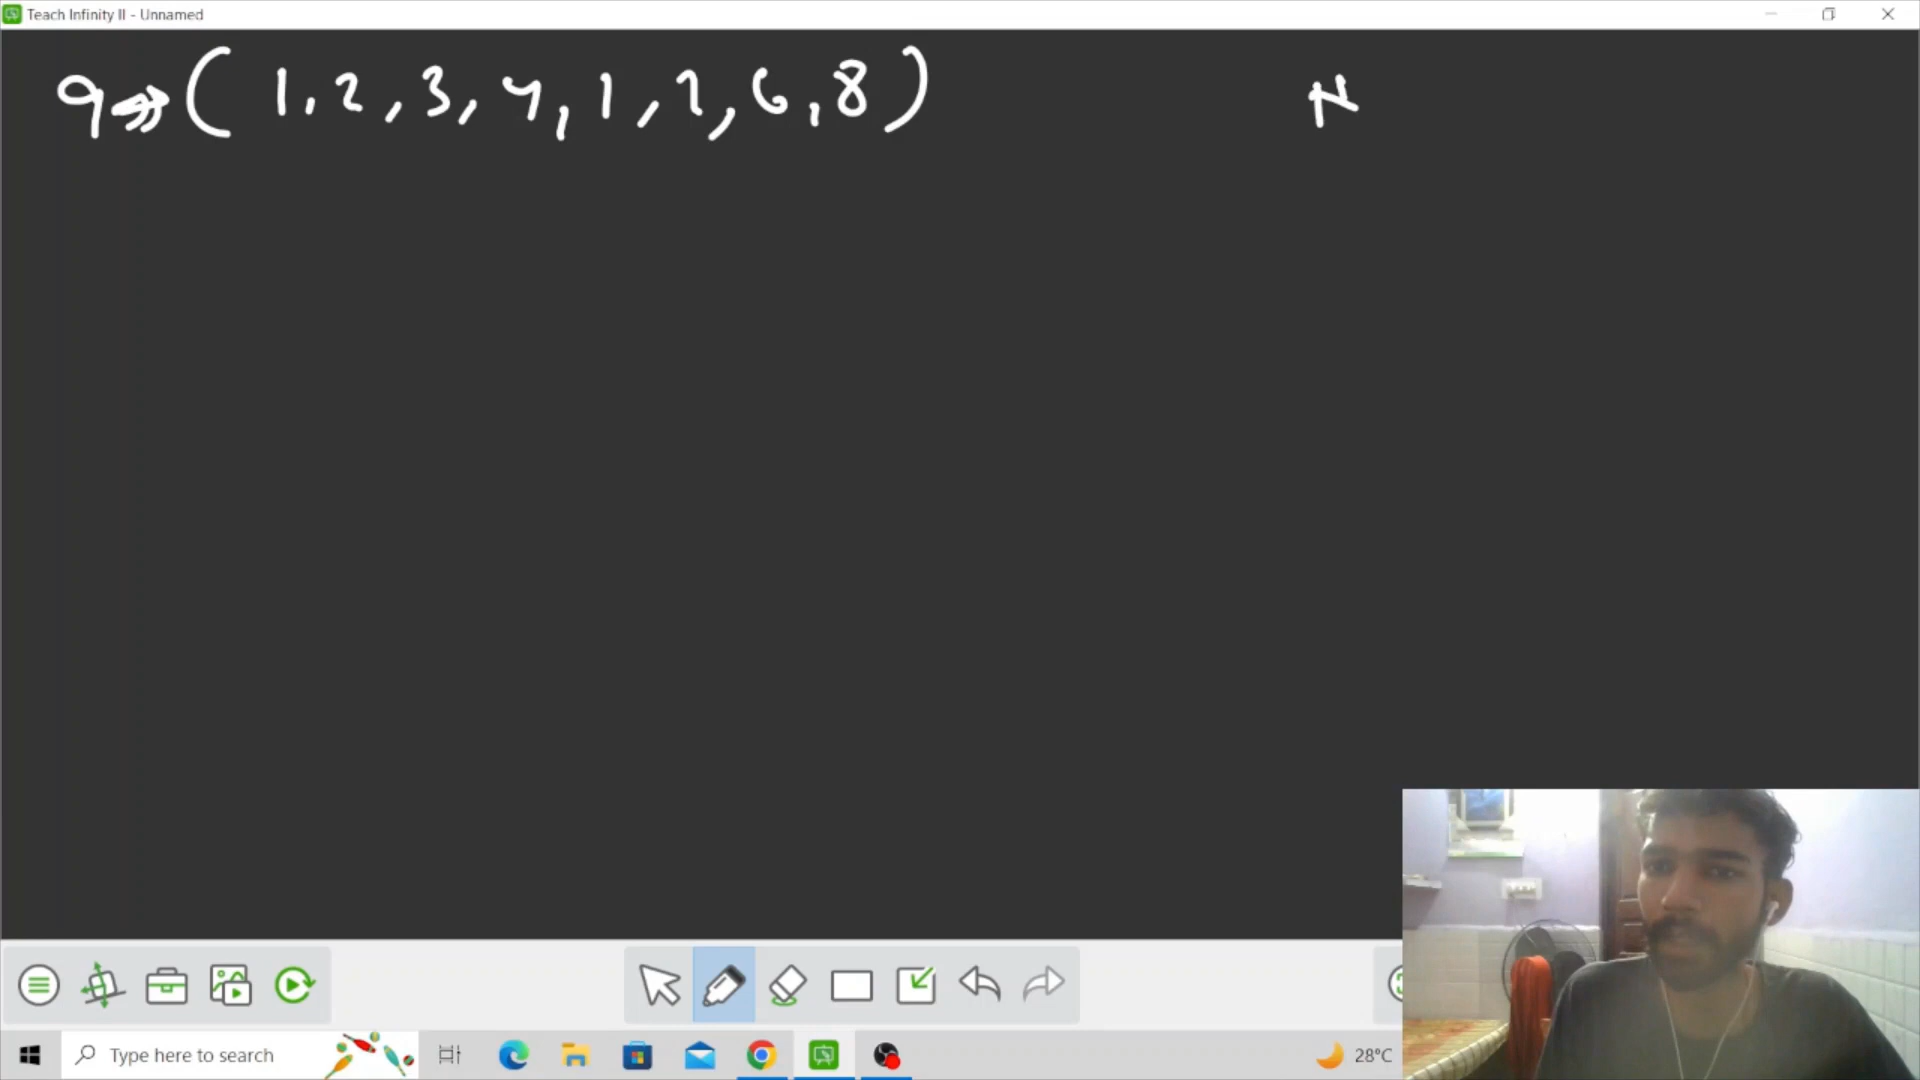 Teach Infinity II - Unnamed
9→ ( 1, 2, 3, 4, 1, 2, 6, 8 )
N
Type here to search
28°C